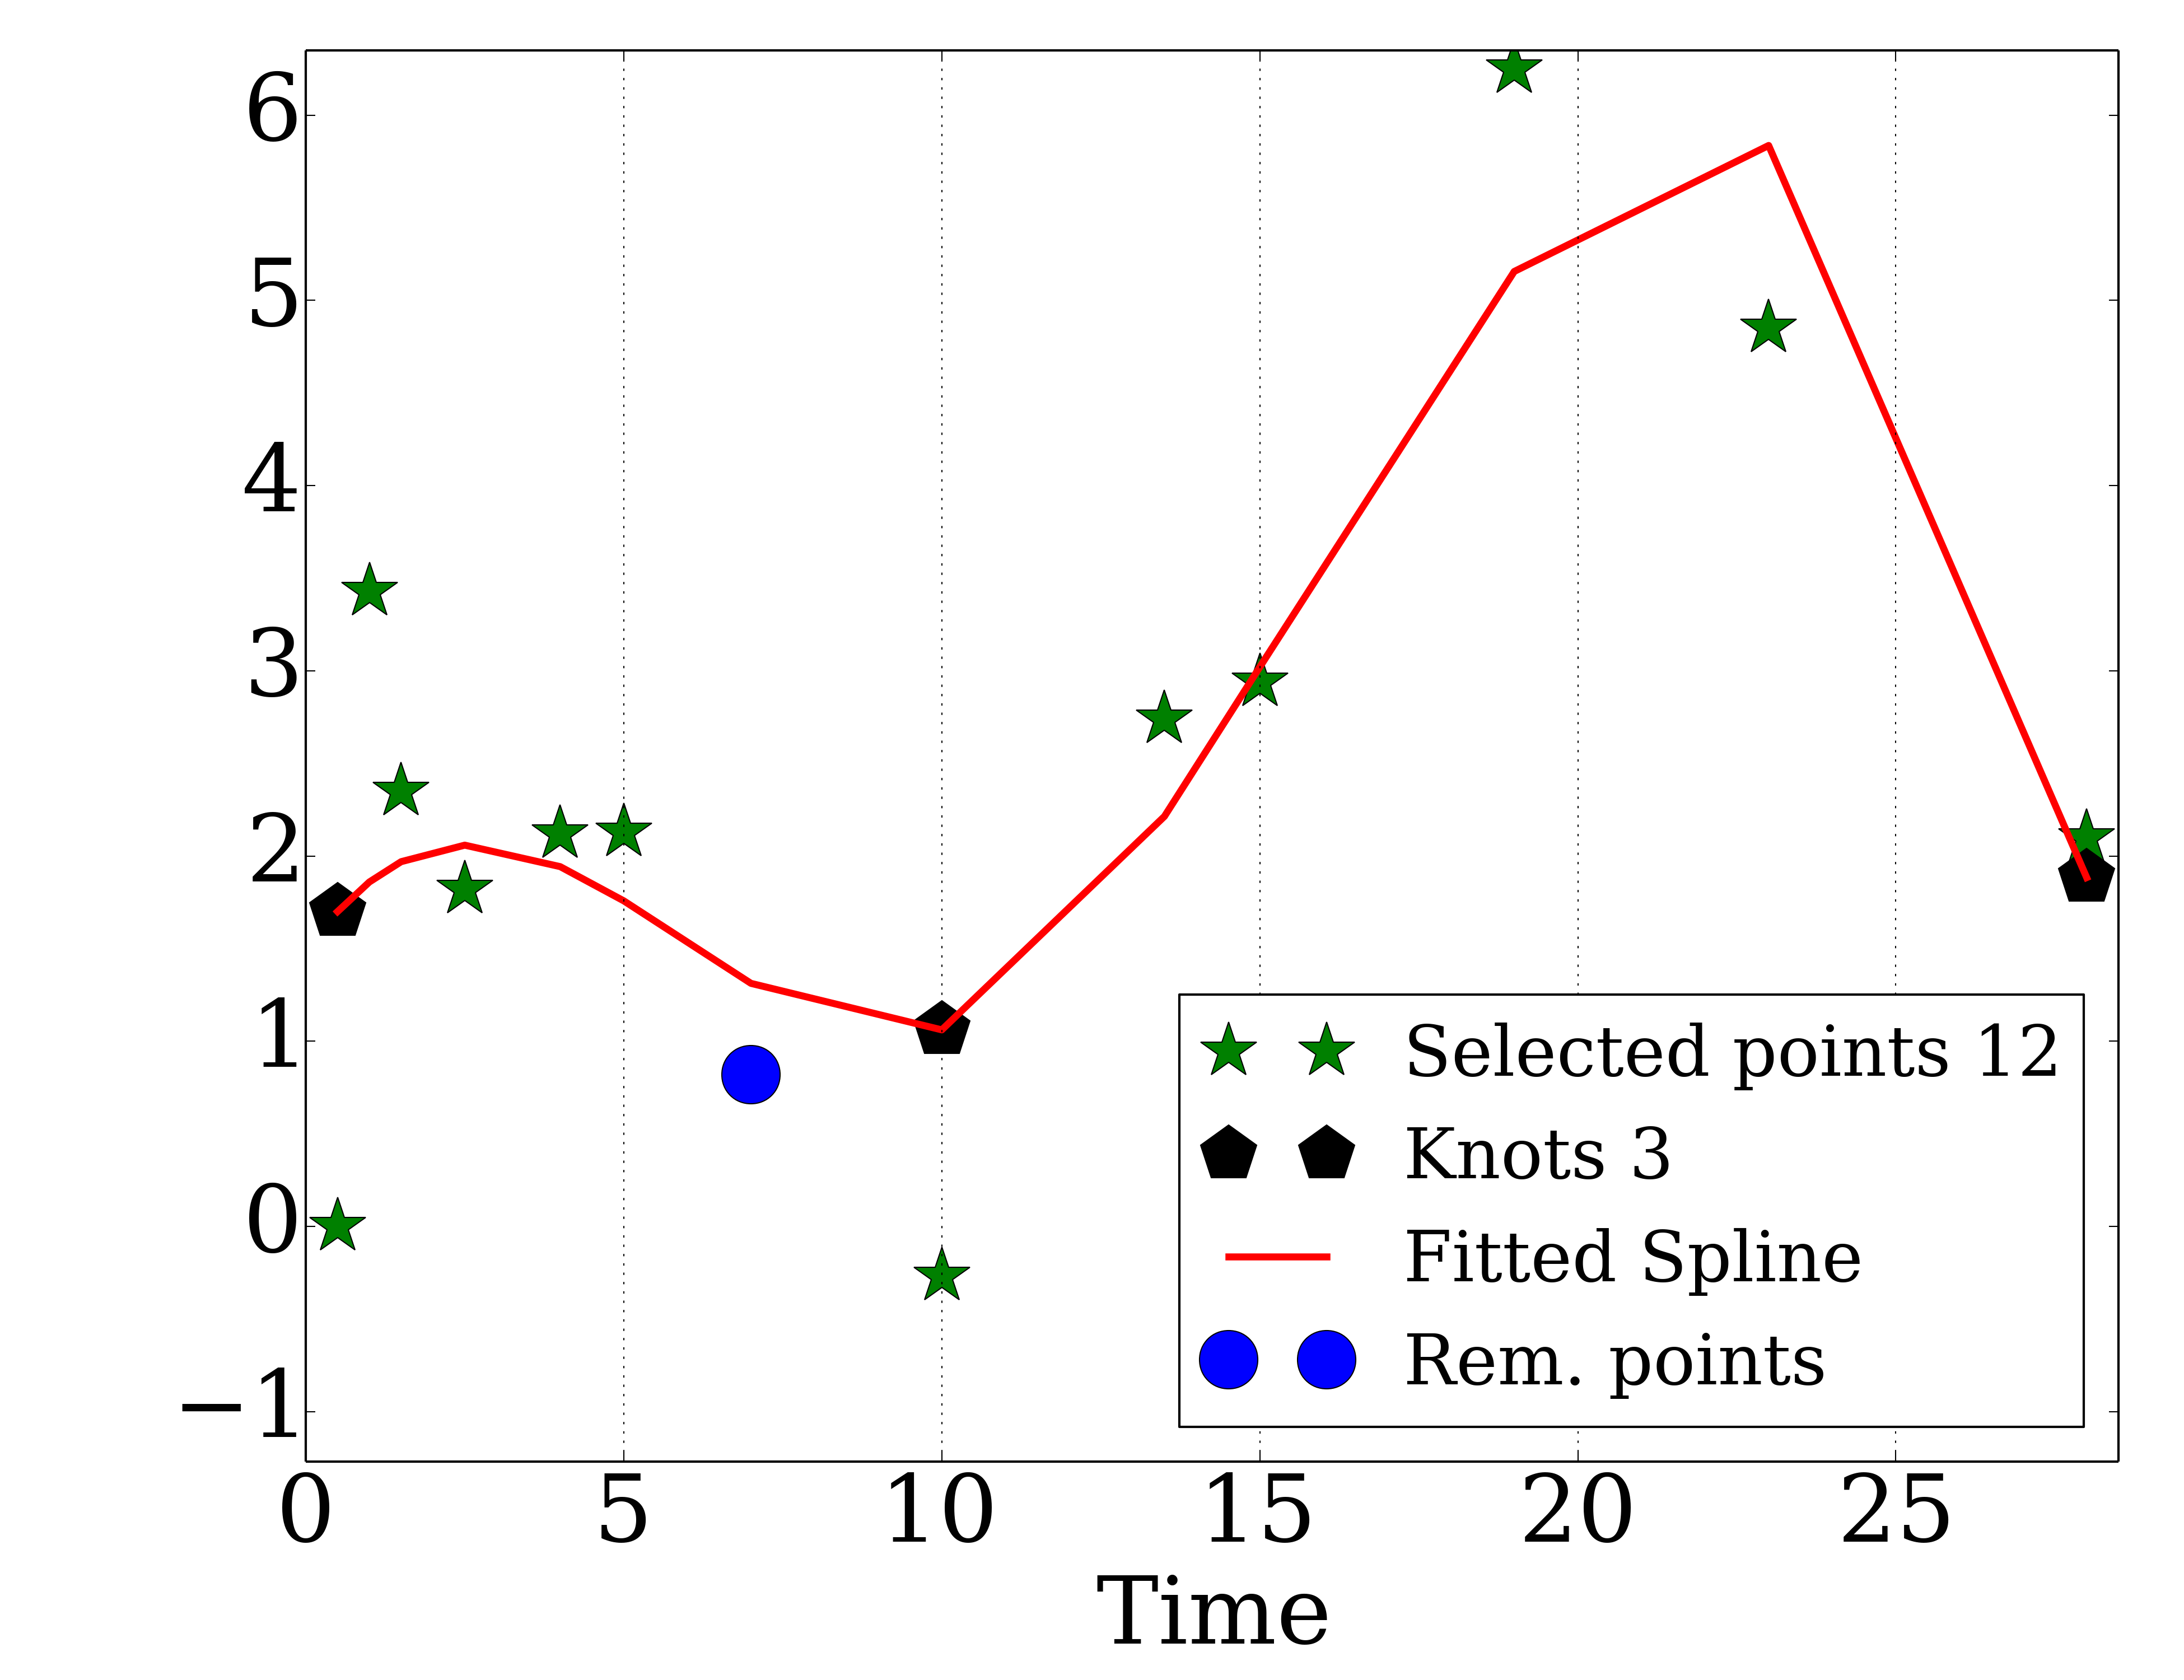 6
5
4
3
2
1
0
−1
0 5 10 15 20 25
Time
Selected points 12
Knots 3
Fitted Spline
Rem. points